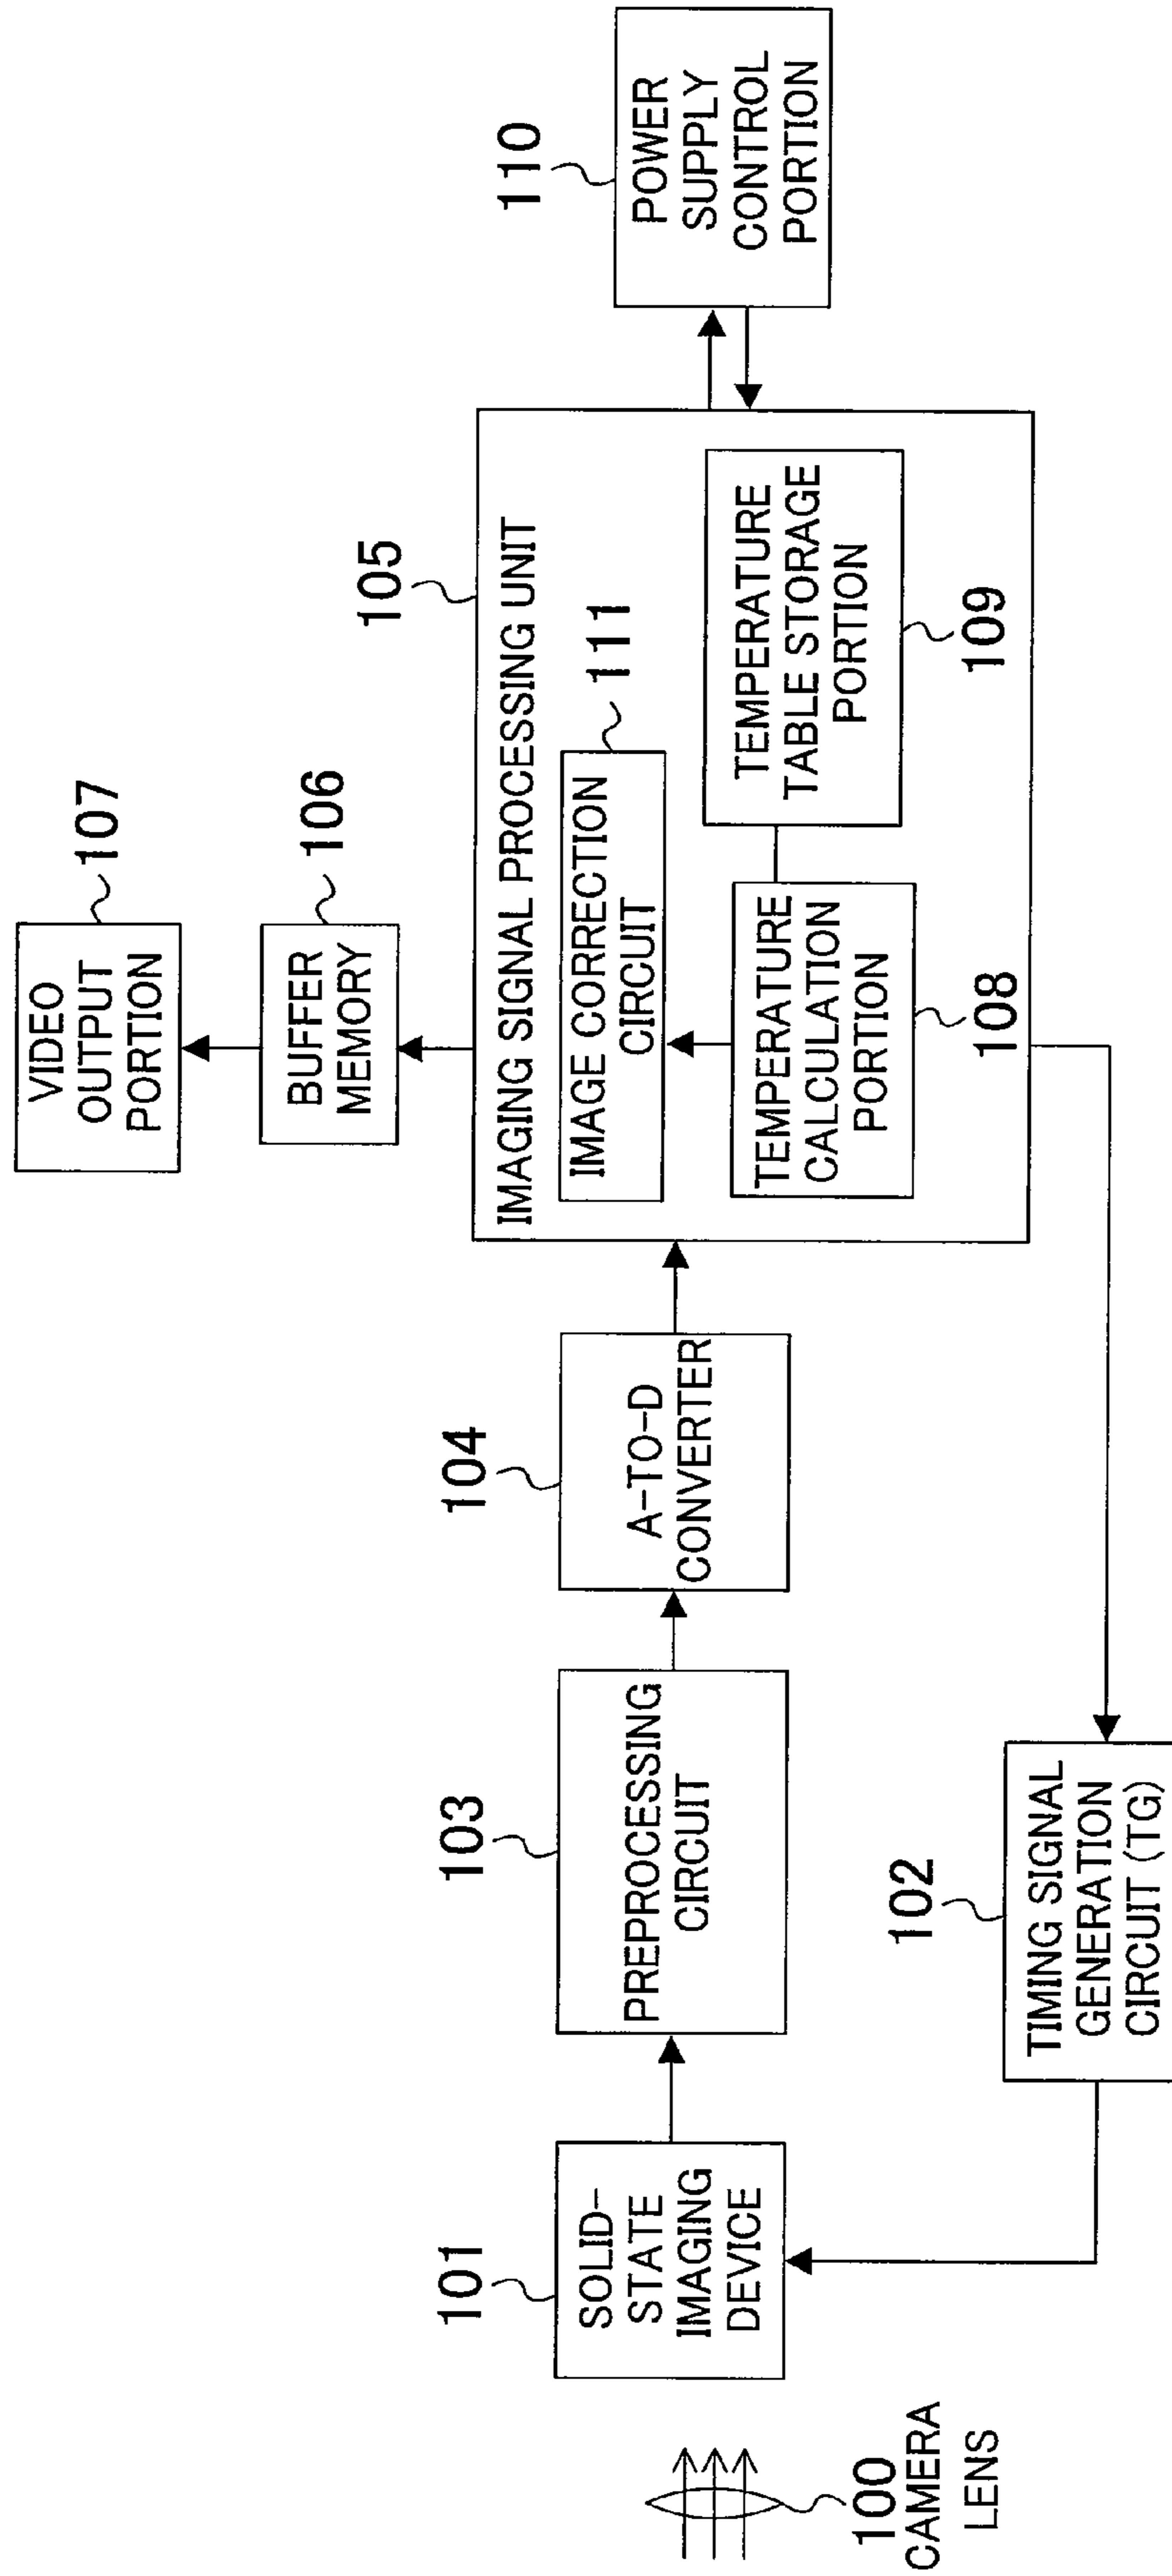 107
VIDEO
OUTPUT
PORTION
106
BUFFER
MEMORY
105
IMAGING SIGNAL PROCESSING UNIT
111
IMAGE CORRECTION
CIRCUIT
TEMPERATURE
CALCULATION
PORTION
108
TEMPERATURE
TABLE STORAGE
PORTION
109
110
POWER
SUPPLY
CONTROL
PORTION
104
A-TO-D
CONVERTER
103
PREPROCESSING
CIRCUIT
101
SOLID-
STATE
IMAGING
DEVICE
102
TIMING SIGNAL
GENERATION
CIRCUIT (TG)
100
CAMERA
LENS